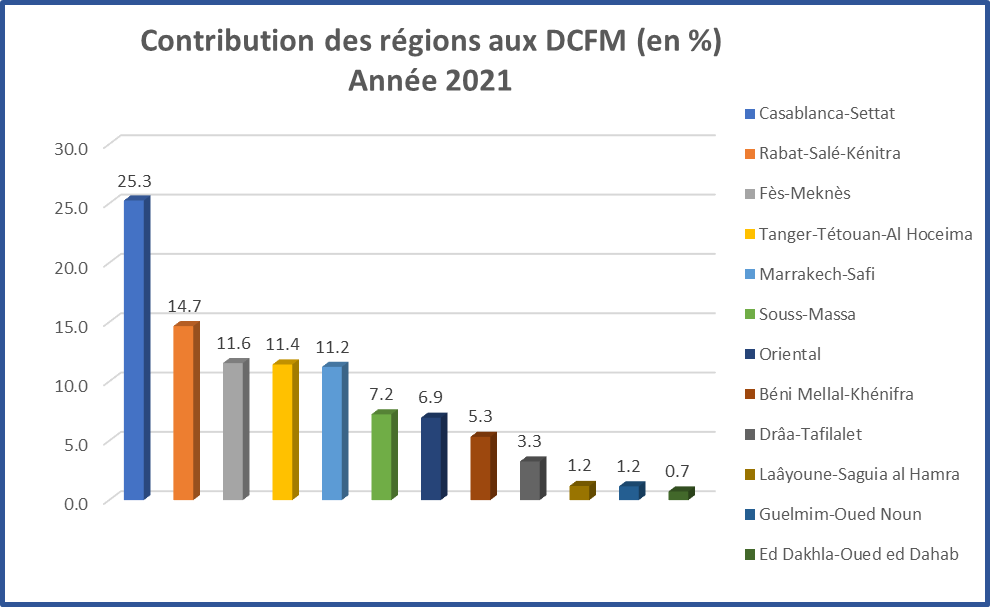 Contribution des régions aux DCFM (en %)
Année 2021
30.0
25.0
20.0
15.0
10.0
5.0
0.0
25.3
14.7
11.6
11.4
11.2
7.2
6.9
5.3
3.3
1.2
1.2
0.7
Casablanca-Settat
Rabat-Salé-Kénitra
Fès-Meknès
Tanger-Tétouan-Al Hoceima
Marrakech-Safi
Souss-Massa
Oriental
Béni Mellal-Khénifra
Drâa-Tafilalet
Laâyoune-Saguia al Hamra
Guelmim-Oued Noun
Ed Dakhla-Oued ed Dahab